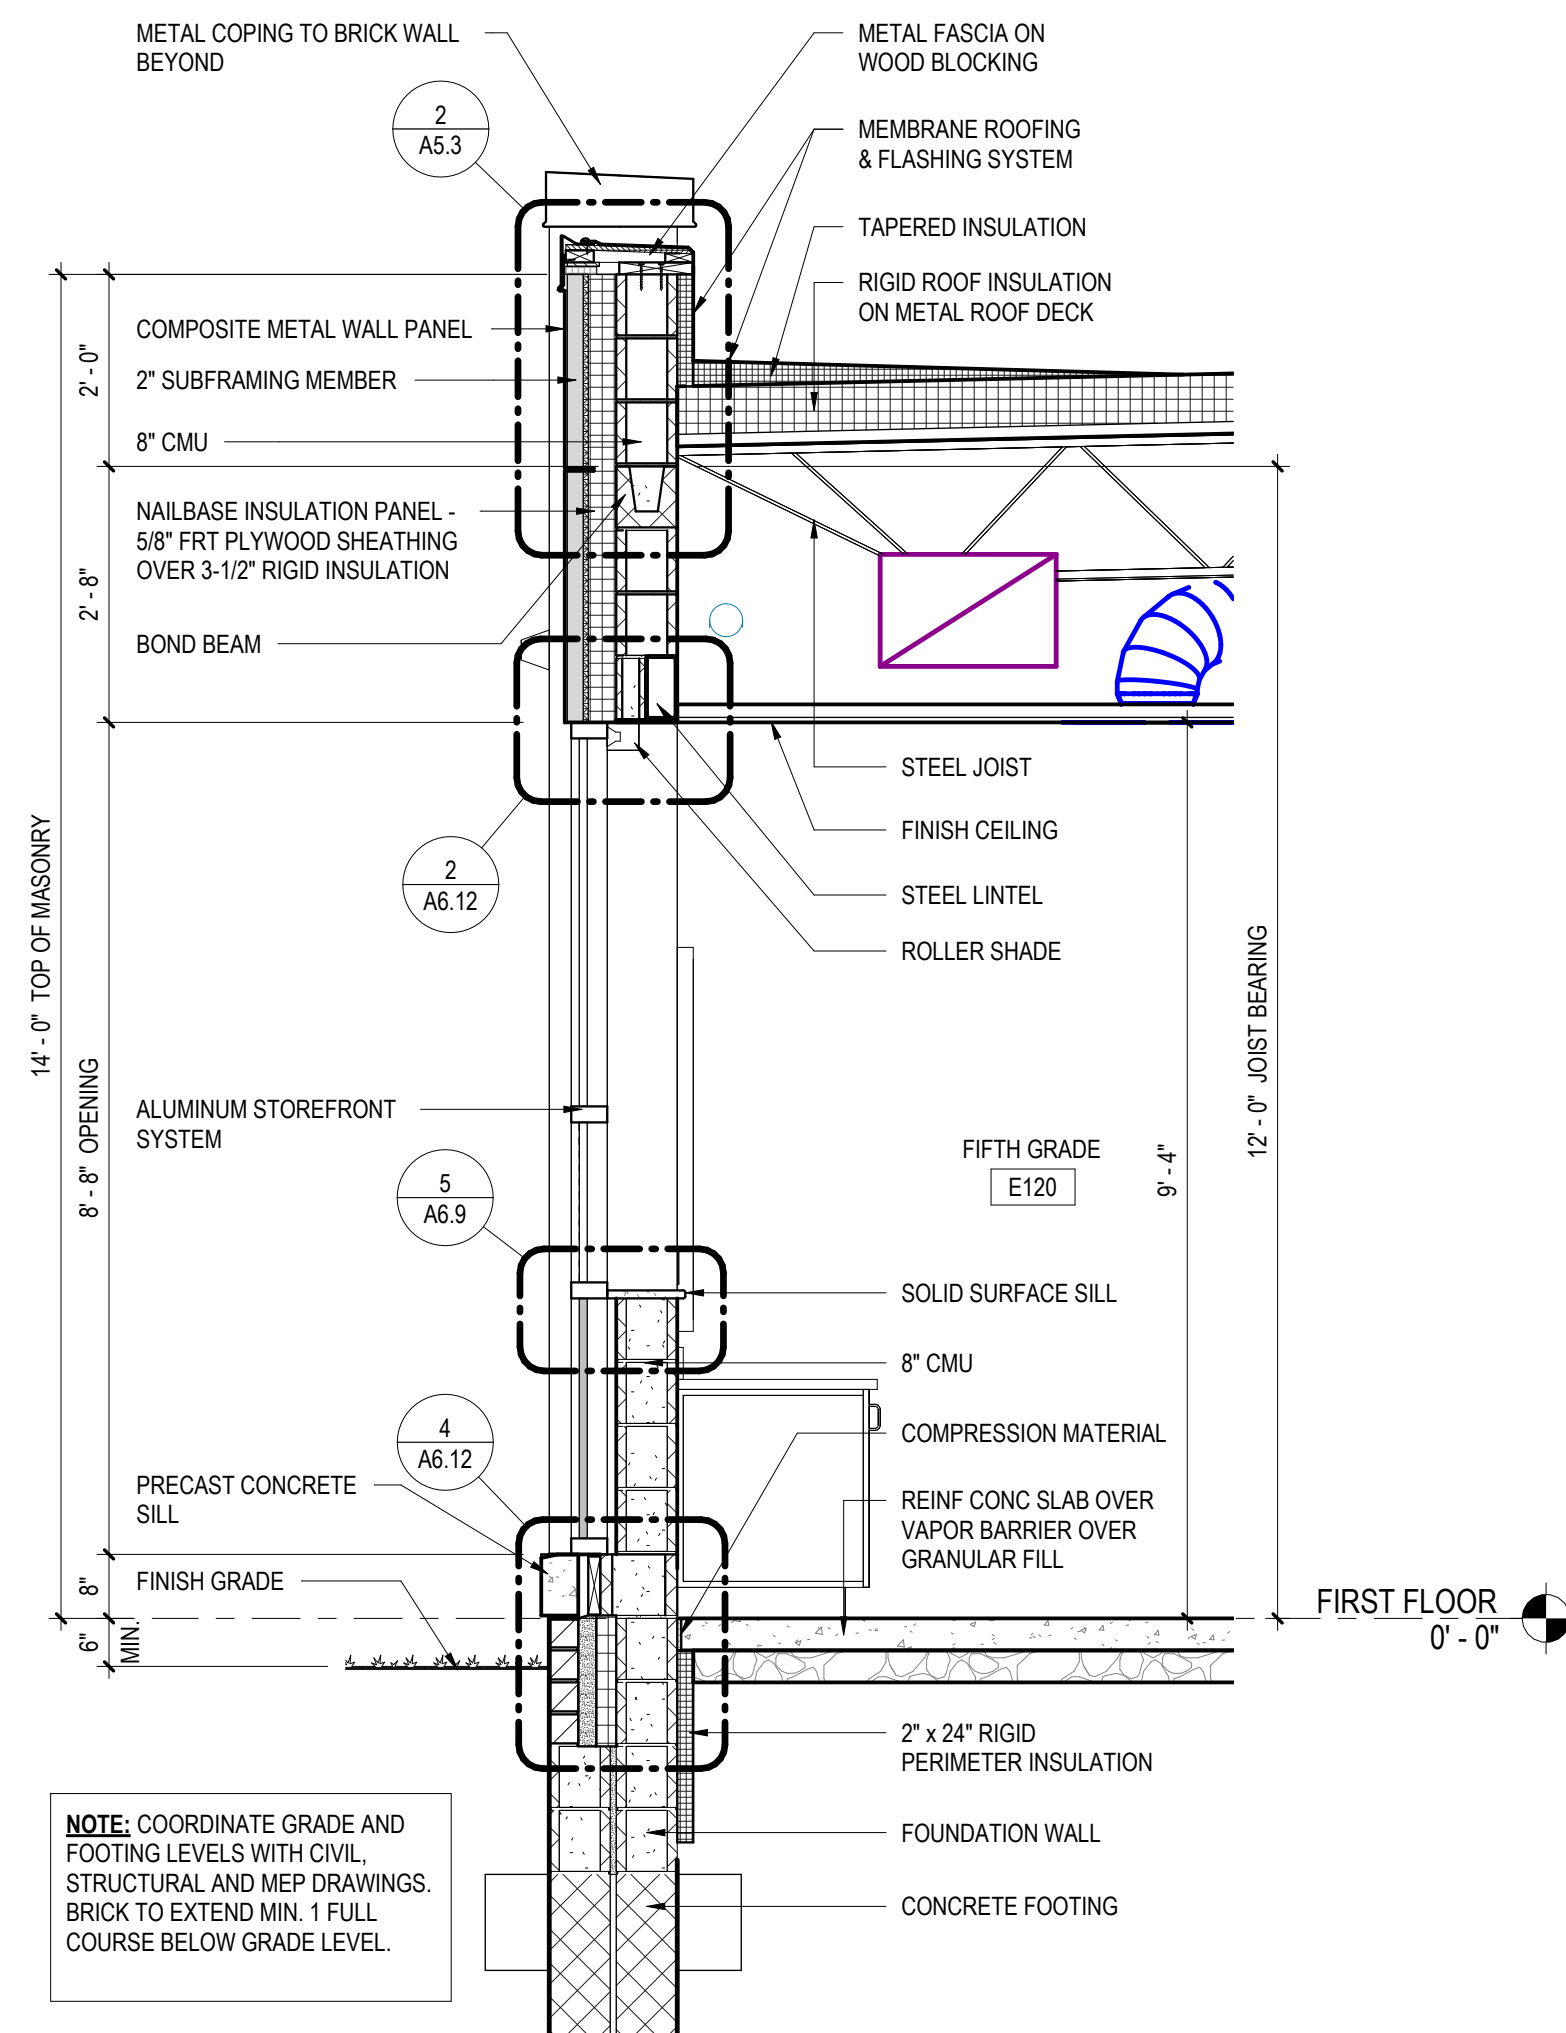 METAL COPING TO BRICK WALL
BEYOND
2
A5.3
METAL FASCIA ON
WOOD BLOCKING
MEMBRANE ROOFING
& FLASHING SYSTEM
TAPERED INSULATION
RIGID ROOF INSULATION
ON METAL ROOF DECK
COMPOSITE METAL WALL PANEL
2" SUBFRAMING MEMBER
8" CMU
NAILBASE INSULATION PANEL -
5/8" FRT PLYWOOD SHEATHING
OVER 3-1/2" RIGID INSULATION
BOND BEAM
2' - 0"
2' - 8"
14' - 0" TOP OF MASONRY
8' - 8" OPENING
8"
6"
MIN.
2
A6.12
STEEL JOIST
FINISH CEILING
STEEL LINTEL
ROLLER SHADE
ALUMINUM STOREFRONT
SYSTEM
5
A6.9
FIFTH GRADE
E120
9' - 4"
12' - 0" JOIST BEARING
SOLID SURFACE SILL
8" CMU
4
A6.12
COMPRESSION MATERIAL
PRECAST CONCRETE
SILL
REINF CONC SLAB OVER
VAPOR BARRIER OVER
GRANULAR FILL
FINISH GRADE
FIRST FLOOR
0' - 0"
2" x 24" RIGID
PERIMETER INSULATION
FOUNDATION WALL
CONCRETE FOOTING
NOTE: COORDINATE GRADE AND
FOOTING LEVELS WITH CIVIL,
STRUCTURAL AND MEP DRAWINGS.
BRICK TO EXTEND MIN. 1 FULL
COURSE BELOW GRADE LEVEL.